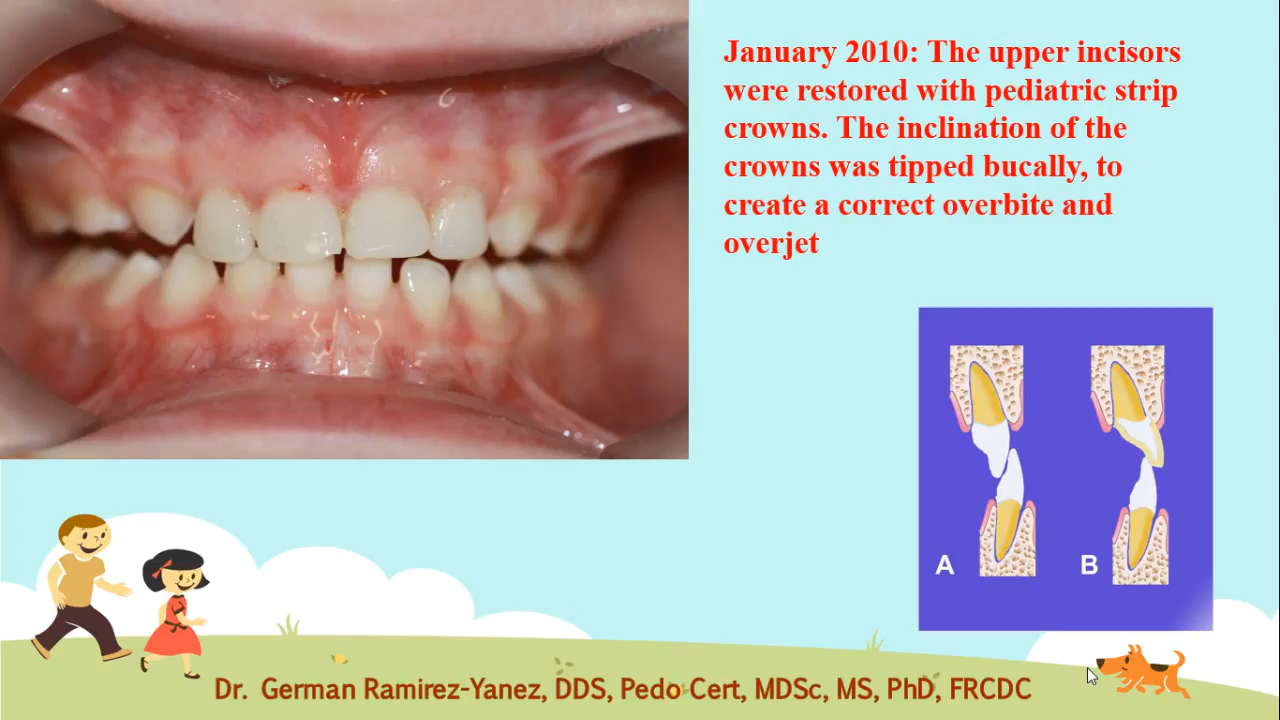 January 2010: The upper incisors
were restored with pediatric strip
crowns. The inclination of the
crowns was tipped bucally, to
create a correct overbite and
overjet
A B
Dr. German Ramirez-Yanez, DDS, Pedo Cert, MDSc, MS, PhD, FRCDC